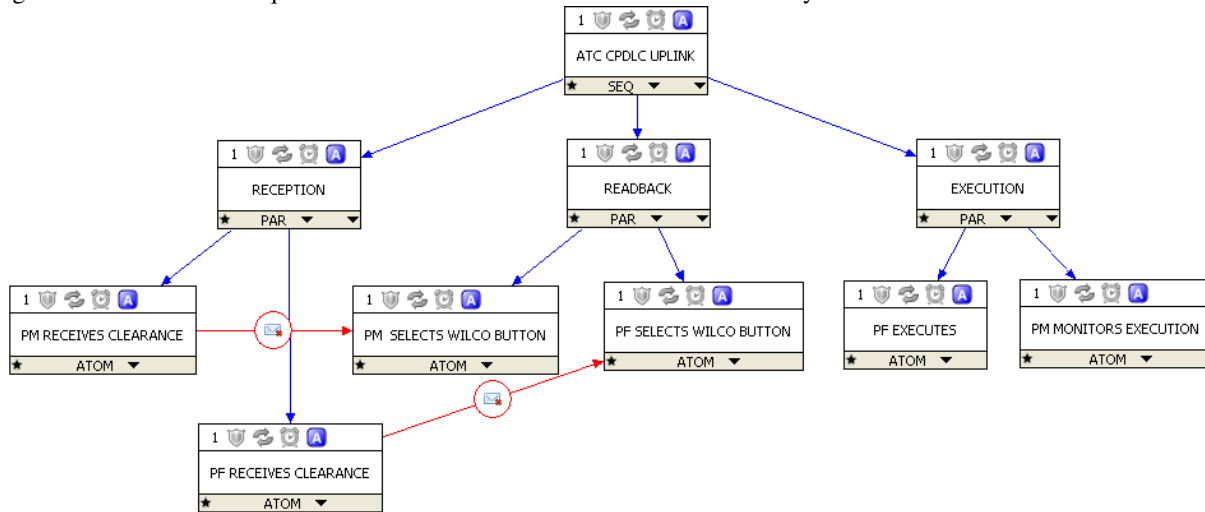 1 A
ATC CPDLC UPLINK
SEQ
1 A
RECEPTION
PAR
1 A
READBACK
PAR
1 A
EXECUTION
PAR
1 A
PM RECEIVES CLEARANCE
ATOM
1 A
PM SELECTS WILCO BUTTON
ATOM
1 A
PF SELECTS WILCO BUTTON
ATOM
1 A
PF EXECUTES
ATOM
1 A
PM MONITORS EXECUTION
ATOM
1 A
PF RECEIVES CLEARANCE
ATOM